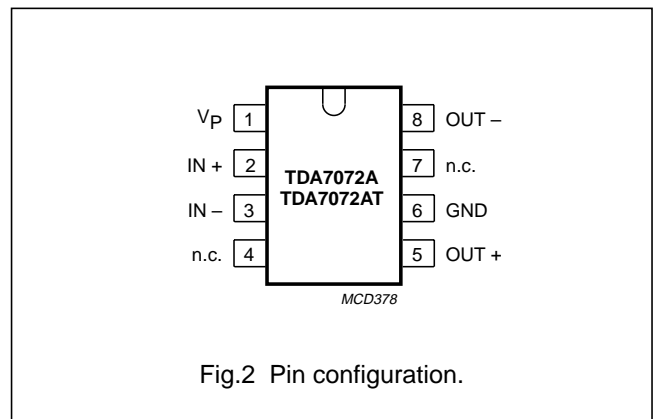 VP 1 8 OUT –
IN + 2 7 n.c.
TDA7072A
TDA7072AT
IN – 3 6 GND
n.c. 4 5 OUT +
MCD378
Fig.2 Pin configuration.